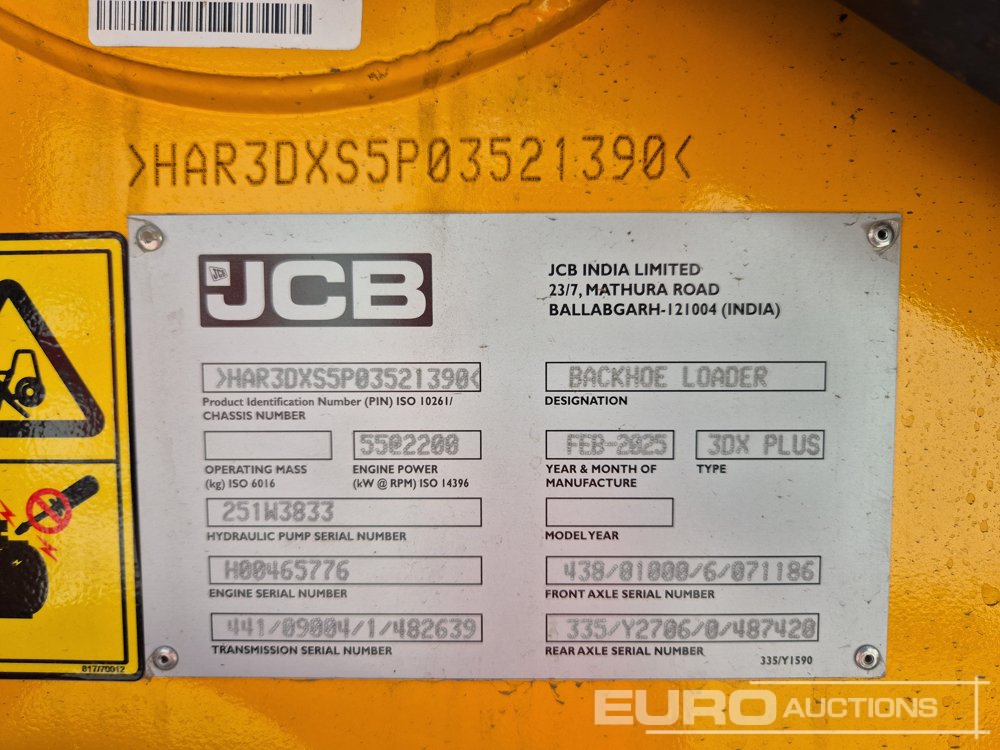 >HAR3DXS5P03521390<
JCB
JCB INDIA LIMITED
23/7, MATHURA ROAD
BALLABGARH-121004 (INDIA)
>HAR3DXS5P03521390<
Product Identification Number (PIN) ISO 10261/
CHASSIS NUMBER
BACKHOE LOADER
DESIGNATION
OPERATING MASS
(kg) ISO 6016
55@2200
ENGINE POWER
(kW @ RPM) ISO 14396
FEB-2025
YEAR & MONTH OF
MANUFACTURE
3DX PLUS
TYPE
251W3833
HYDRAULIC PUMP SERIAL NUMBER
MODEL YEAR
H00465776
ENGINE SERIAL NUMBER
438/01000/6/071186
FRONT AXLE SERIAL NUMBER
441/09004/1/482639
TRANSMISSION SERIAL NUMBER
335/Y2706/0/487420
REAR AXLE SERIAL NUMBER
335/Y1590
817/70012
EURO AUCTIONS